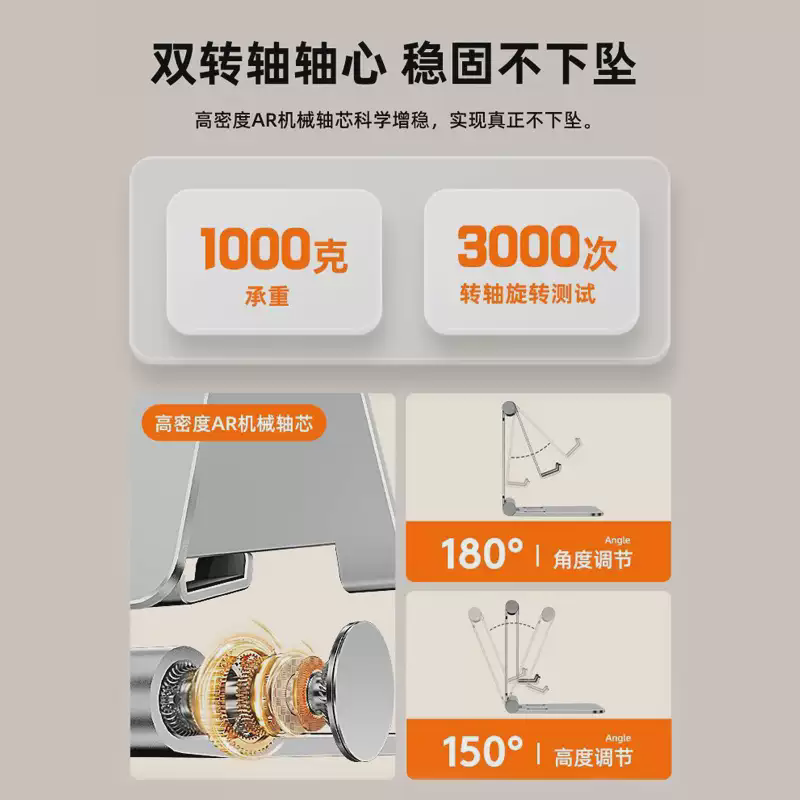 双转轴轴心 稳固不下坠
高密度AR机械轴芯科学增稳，实现真正不下坠。
1000克
承重
3000次
转轴旋转测试
高密度AR机械轴芯
180° | Angle
角度调节
150° | Angle
高度调节